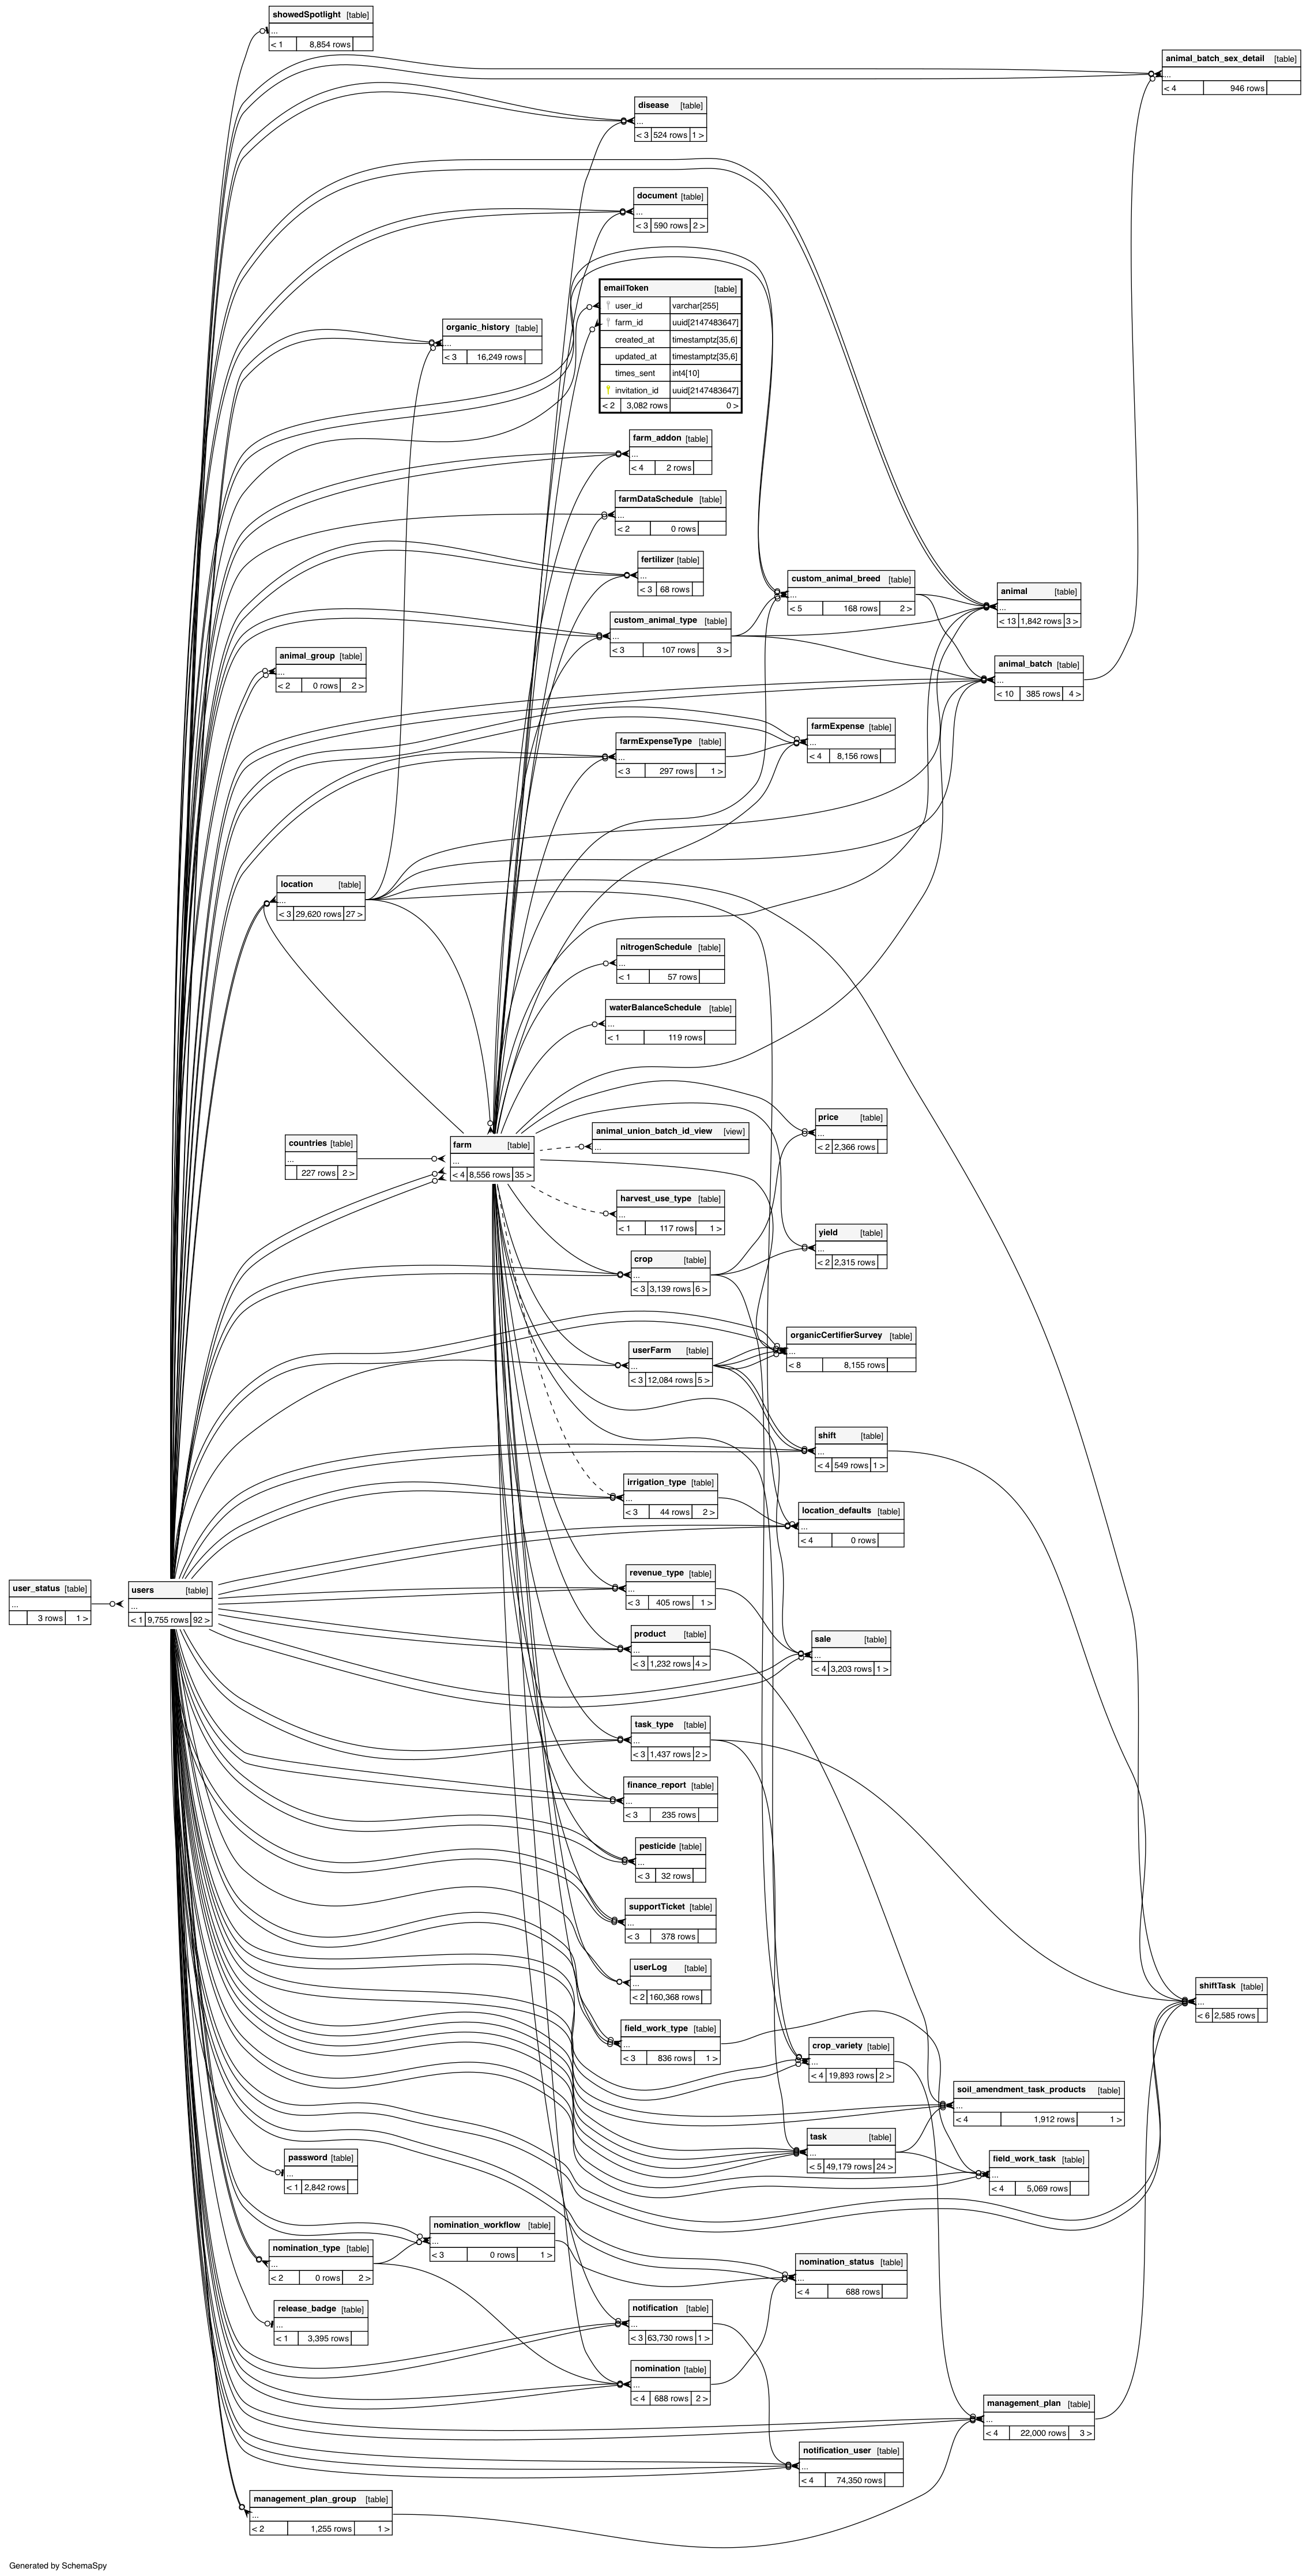 showedSpotlight [table]
...
< 1 8,854 rows
animal_batch_sex_detail [table]
...
< 4 946 rows
disease [table]
...
< 3 524 rows 1 >
document [table]
...
< 3 590 rows 2 >
emailToken [table]
user_id varchar[255]
farm_id uuid[2147483647]
created_at timestamptz[35,6]
updated_at timestamptz[35,6]
times_sent int4[10]
invitation_id uuid[2147483647]
< 2 3,082 rows 0 >
organic_history [table]
...
< 3 16,249 rows
farm_addon [table]
...
< 4 2 rows
farmDataSchedule [table]
...
< 2 0 rows
fertilizer [table]
...
< 3 68 rows
custom_animal_breed [table]
...
< 5 168 rows 2 >
animal [table]
...
< 13 1,842 rows 3 >
custom_animal_type [table]
...
< 3 107 rows 3 >
animal_group [table]
...
< 2 0 rows 2 >
animal_batch [table]
...
< 10 385 rows 4 >
farmExpense [table]
...
< 4 8,156 rows
farmExpenseType [table]
...
< 3 297 rows 1 >
location [table]
...
< 3 29,620 rows 27 >
nitrogenSchedule [table]
...
< 1 57 rows
waterBalanceSchedule [table]
...
< 1 119 rows
price [table]
...
< 2 2,366 rows
animal_union_batch_id_view [view]
...
countries [table]
...
227 rows 2 >
farm [table]
...
< 4 8,556 rows 35 >
harvest_use_type [table]
...
< 1 117 rows 1 >
yield [table]
...
< 2 2,315 rows
crop [table]
...
< 3 3,139 rows 6 >
organicCertifierSurvey [table]
...
< 8 8,155 rows
userFarm [table]
...
< 3 12,084 rows 5 >
shift [table]
...
< 4 549 rows 1 >
irrigation_type [table]
...
< 3 44 rows 2 >
location_defaults [table]
...
< 4 0 rows
revenue_type [table]
...
< 3 405 rows 1 >
user_status [table]
...
3 rows 1 >
users [table]
...
< 1 9,755 rows 92 >
product [table]
...
< 3 1,232 rows 4 >
sale [table]
...
< 4 3,203 rows 1 >
task_type [table]
...
< 3 1,437 rows 2 >
finance_report [table]
...
< 3 235 rows
pesticide [table]
...
< 3 32 rows
supportTicket [table]
...
< 3 378 rows
userLog [table]
...
< 2 160,368 rows
shiftTask [table]
...
< 6 2,585 rows
field_work_type [table]
...
< 3 836 rows 1 >
crop_variety [table]
...
< 4 19,893 rows 2 >
soil_amendment_task_products [table]
...
< 4 1,912 rows 1 >
task [table]
...
< 5 49,179 rows 24 >
field_work_task [table]
...
< 4 5,069 rows
password [table]
...
< 1 2,842 rows
nomination_workflow [table]
...
< 3 0 rows 1 >
nomination_type [table]
...
< 2 0 rows 2 >
nomination_status [table]
...
< 4 688 rows
release_badge [table]
...
< 1 3,395 rows
notification [table]
...
< 3 63,730 rows 1 >
nomination [table]
...
< 4 688 rows 2 >
management_plan [table]
...
< 4 22,000 rows 3 >
notification_user [table]
...
< 4 74,350 rows
management_plan_group [table]
...
< 2 1,255 rows 1 >
Generated by SchemaSpy